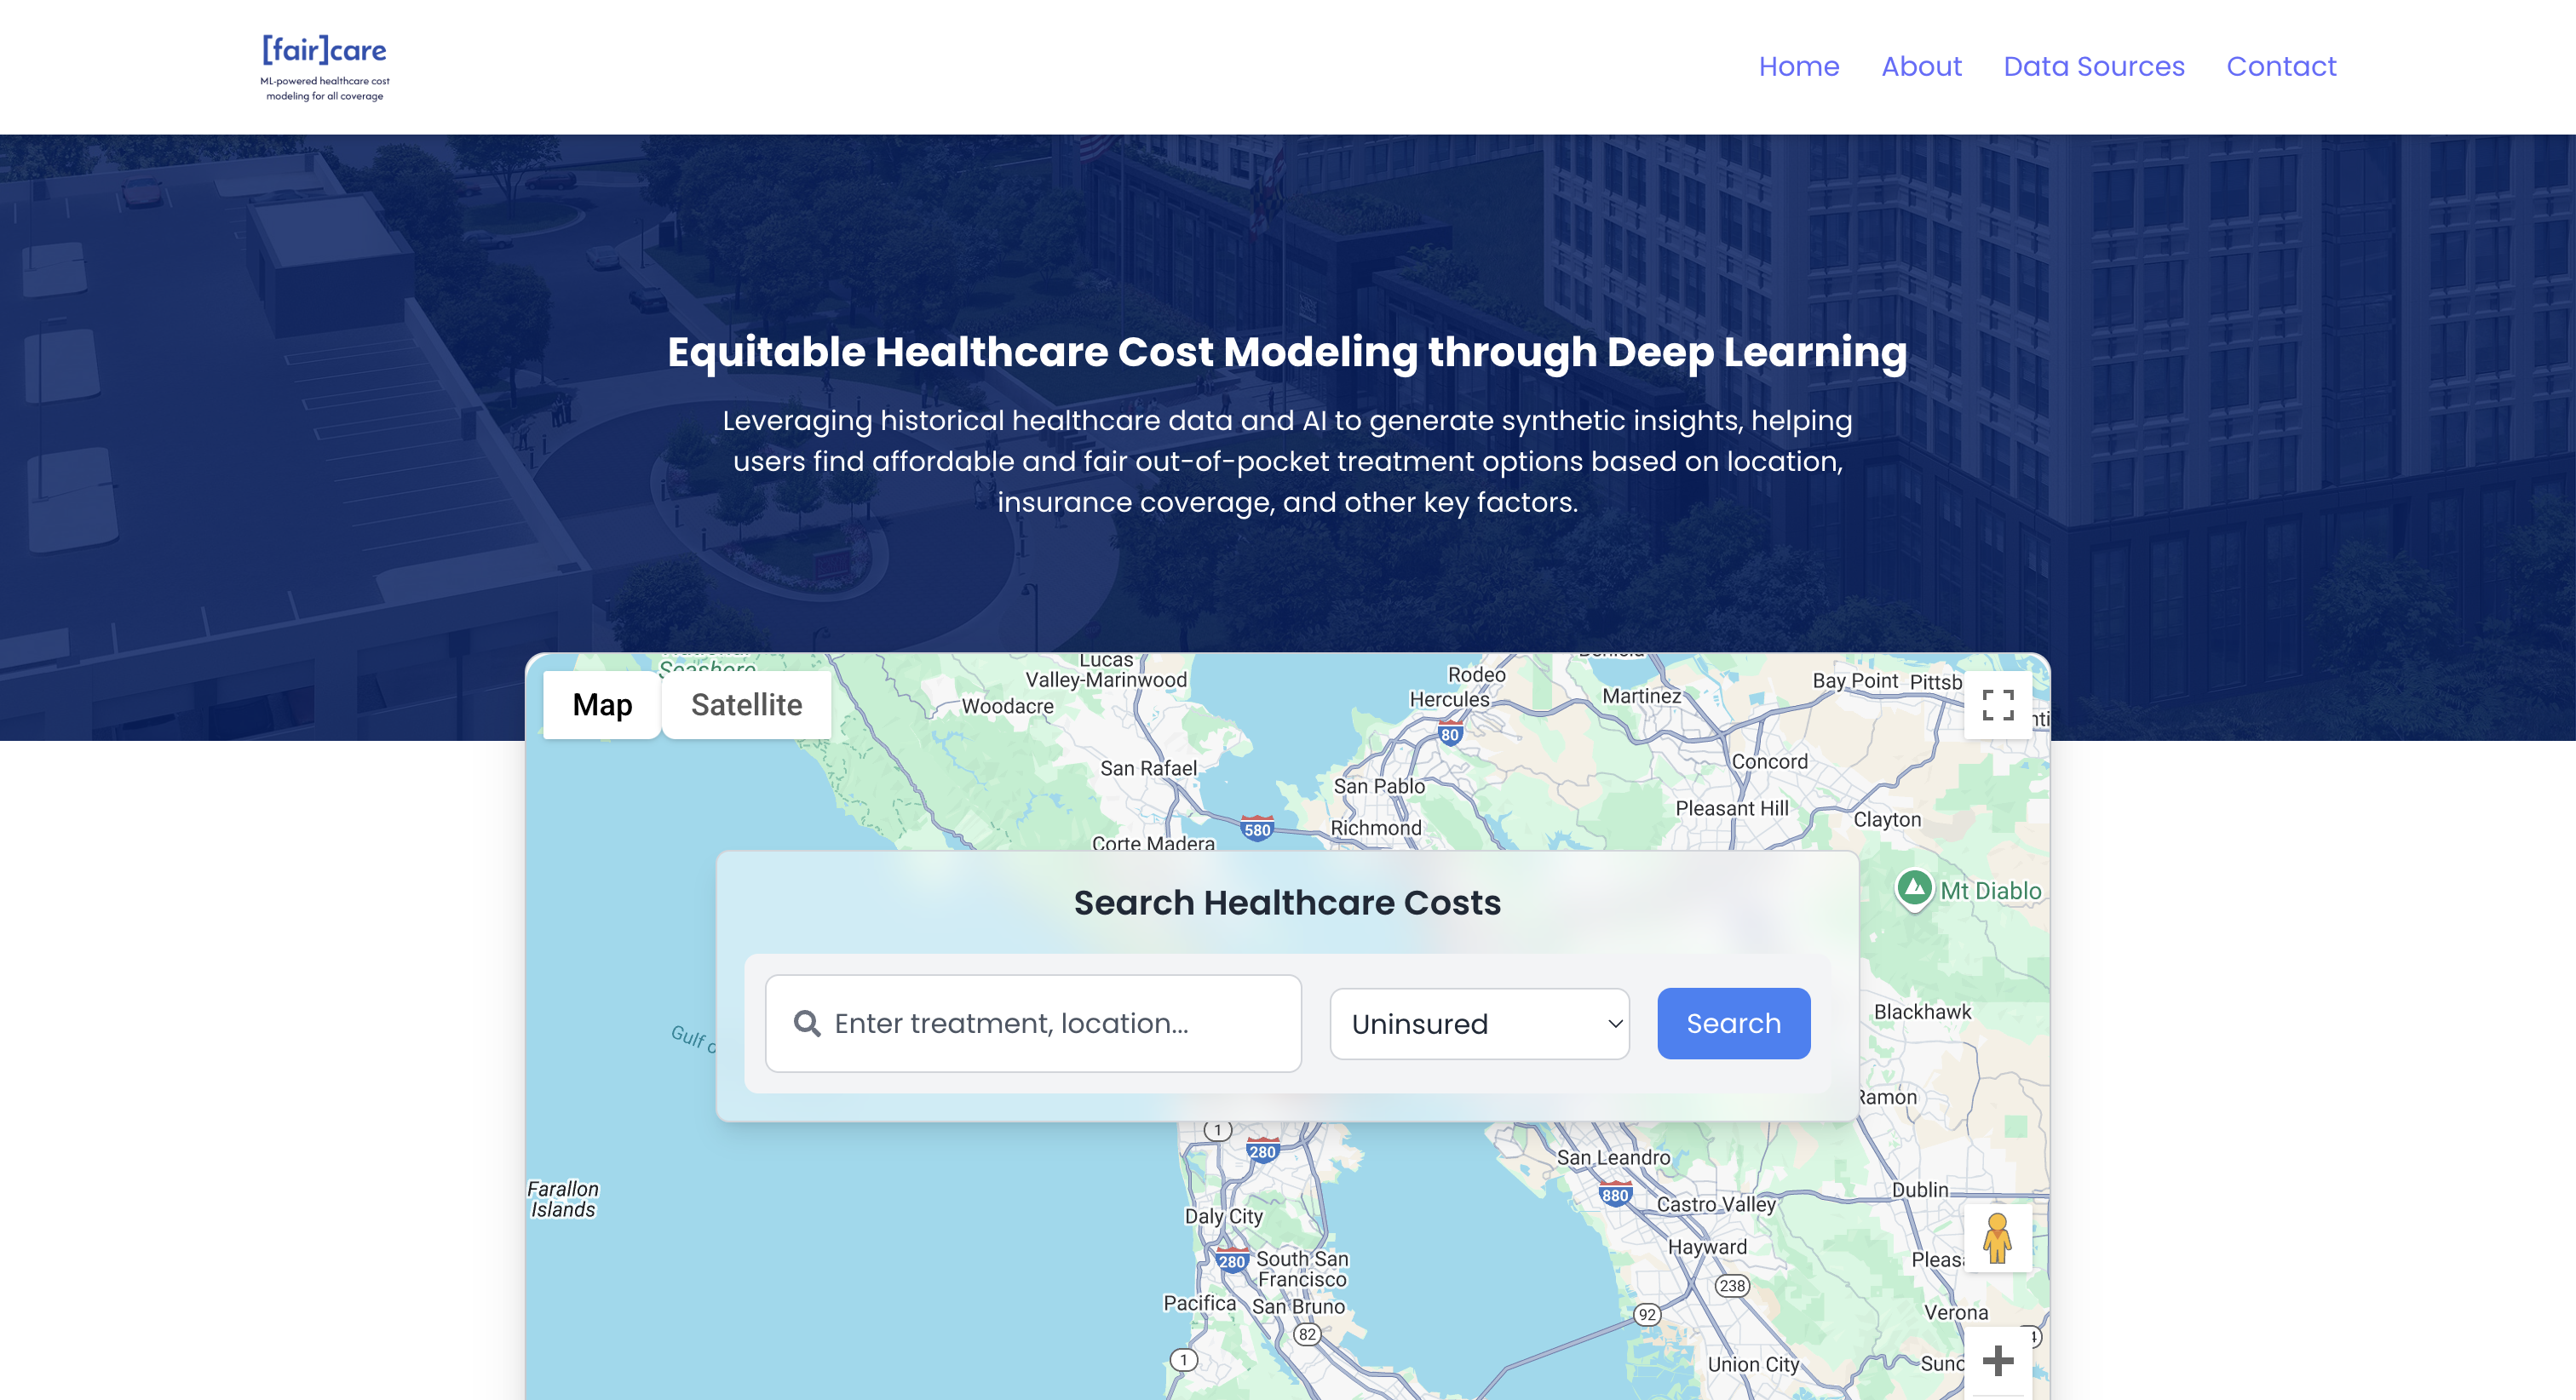 [fair]care
ML-powered healthcare cost
modeling for all coverage
Home About Data Sources Contact
Equitable Healthcare Cost Modeling through Deep Learning
Leveraging historical healthcare data and AI to generate synthetic insights, helping
users find affordable and fair out-of-pocket treatment options based on location,
insurance coverage, and other key factors.
Map Satellite
Seashore
Lucas
Valley-Marinwood
Woodacre
Rodeo
Hercules
Martinez
Bay Point
80
San Rafael
Concord
San Pablo
Pleasant Hill
Clayton
580
Richmond
Corte Madera
Mt Diablo
Search Healthcare Costs
Enter treatment, location...
Uninsured
Search
Blackhawk
Gulf
Ramon
1
280
San Leandro
880
Farallon
Islands
Castro Valley
Dublin
Daly City
Hayward
280
South San
Francisco
238
Pacifica
San Bruno
92
Verona
82
1
Union City